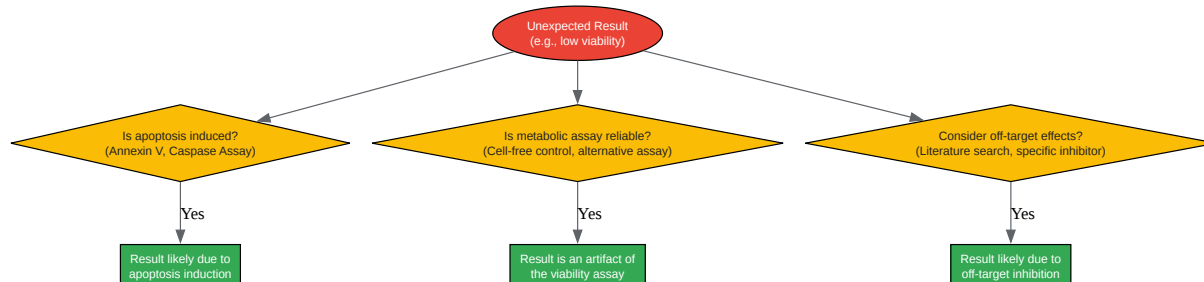 Unexpected Result
(e.g., low viability)
Is apoptosis induced?
(Annexin V, Caspase Assay)
Is metabolic assay reliable?
(Cell-free control, alternative assay)
Consider off-target effects?
(Literature search, specific inhibitor)
Yes
Yes
Yes
Result likely due to
apoptosis induction
Result is an artifact of
the viability assay
Result likely due to
off-target inhibition